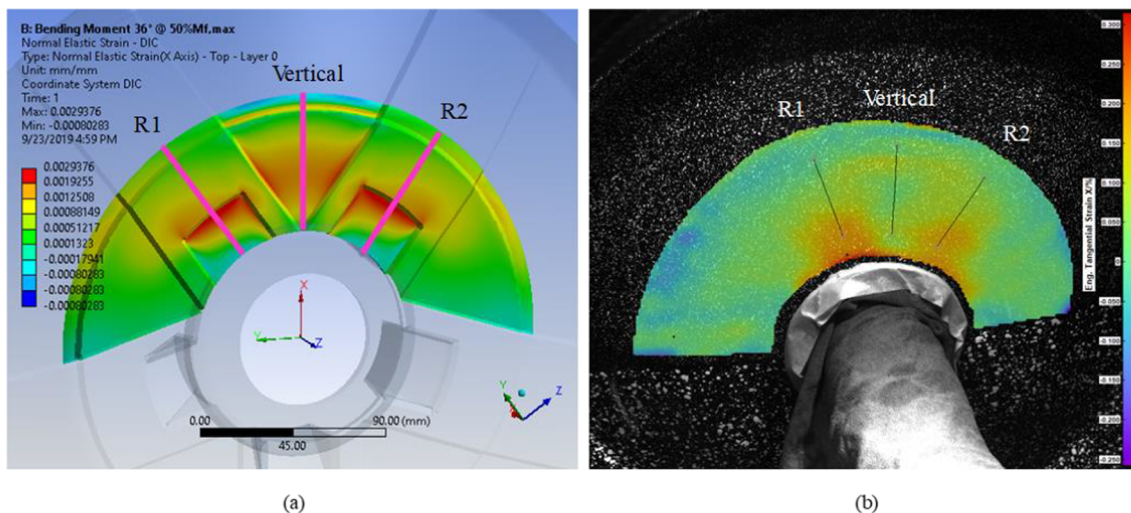 B: Bending Moment 36° @ 50%Mf,max
Normal Elastic Strain - DIC
Type: Normal Elastic Strain(X Axis) - Top - Layer 0
Unit: mm/mm
Coordinate System DIC
Time: 1
Max: 0.0029376
Min: -0.00080283
9/23/2019 4:59 PM
0.0029376
0.0019255
0.0012508
0.00088149
0.00051217
0.0001323
-0.00017941
-0.00080283
-0.00080283
-0.00080283
R1
Vertical
R2
X
Y
Z
Y
Z
0.00
90.00 (mm)
45.00
(a)
R1
Vertical
R2
Eng. Tangential Strain X/%
0.300
0.250
0.200
0.150
0.100
0.050
0.000
-0.050
-0.100
-0.150
-0.200
-0.250
(b)